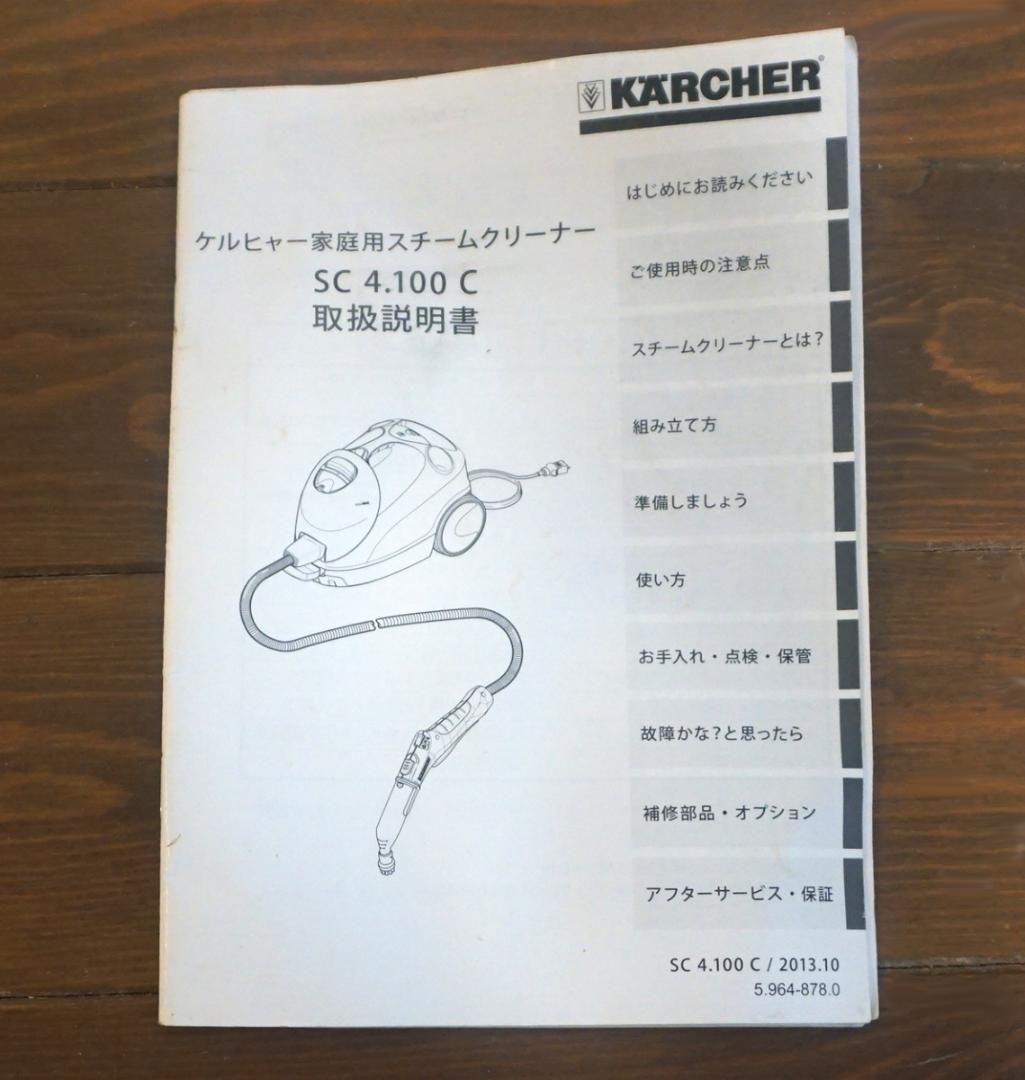 KÄRCHER®
ケルヒャー家庭用スチームクリーナー
SC 4.100 C
取扱説明書
はじめにお読みください
ご使用時の注意点
スチームクリーナーとは？
組み立て方
準備しましょう
使い方
お手入れ・点検・保管
故障かな？と思ったら
補修部品・オプション
アフターサービス・保証
SC 4.100 C / 2013.10
5.964-878.0